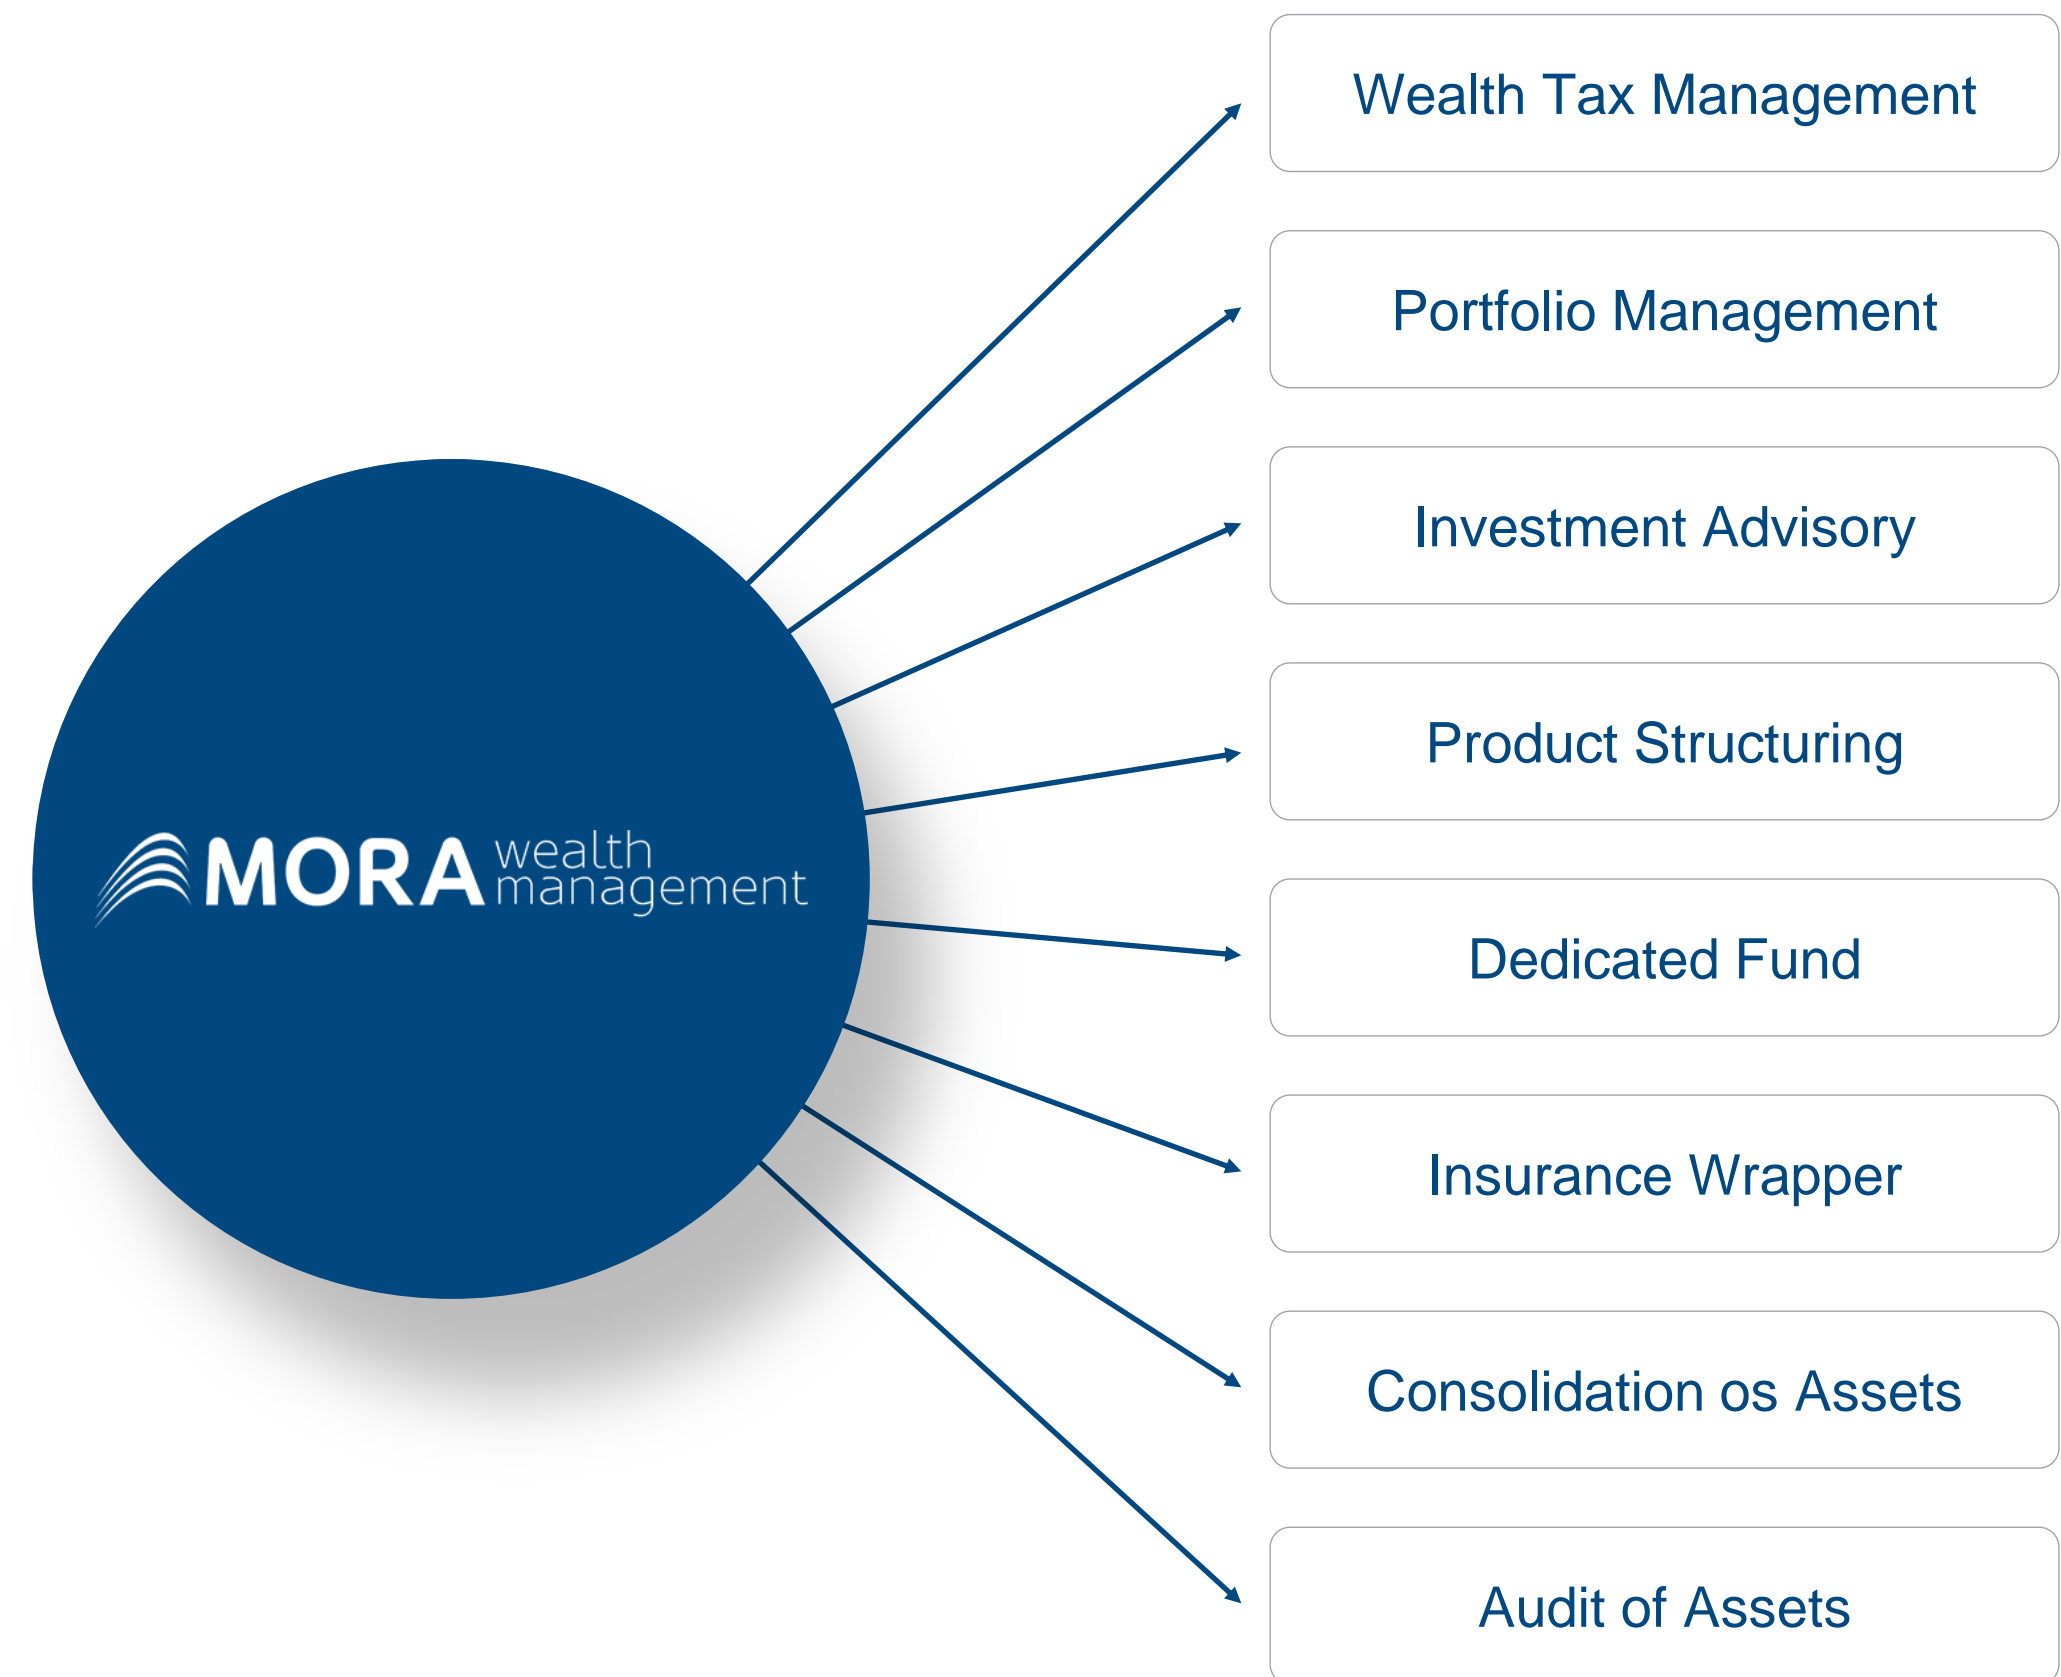 Wealth Tax Management
Portfolio Management
Investment Advisory
Product Structuring
MORA wealth
management
Dedicated Fund
Insurance Wrapper
Consolidation os Assets
Audit of Assets